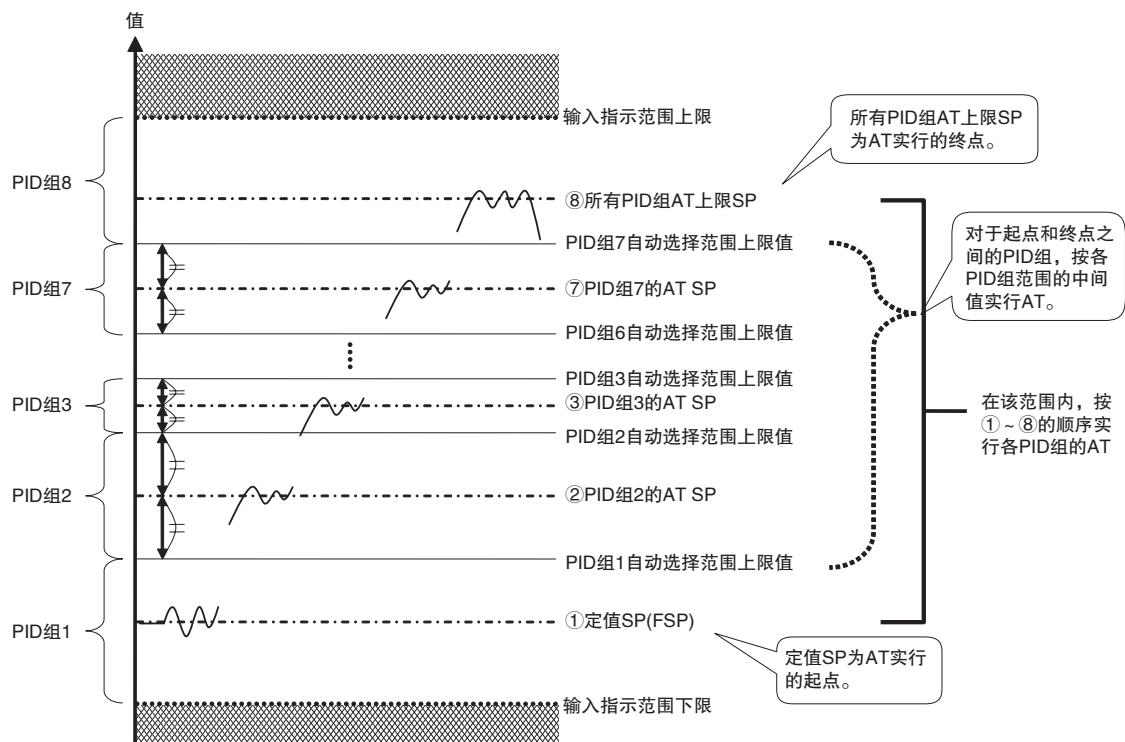 值
输入指示范围上限
所有PID组AT上限SP
为AT实行的终点。
PID组8
⑧所有PID组AT上限SP
PID组7自动选择范围上限值
对于起点和终点之
间的PID组，按各
PID组范围的中间
值实行AT。
PID组7
⑦PID组7的AT SP
PID组6自动选择范围上限值
PID组3自动选择范围上限值
PID组3
③PID组3的AT SP
PID组2自动选择范围上限值
在该范围内，按
①~⑧的顺序实
行各PID组的AT
PID组2
②PID组2的AT SP
PID组1自动选择范围上限值
PID组1
①定值SP(FSP)
定值SP为AT实行
的起点。
输入指示范围下限